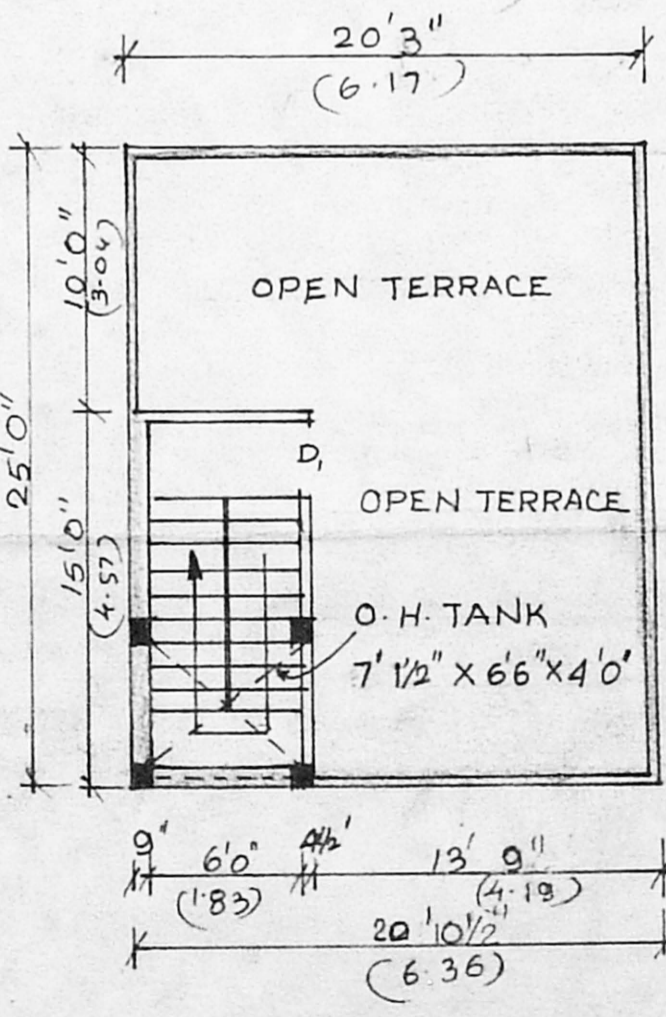 20'3"
(6.17)
10'0"
(3.04)
25'0"
OPEN TERRACE
D1
OPEN TERRACE
15'0"
(4.57)
O.H. TANK
7' 1/2" X 6'6" X 4'0"
9"
6'0"
(1.83)
4 1/2'
13' 9"
(4.19)
20' 10 1/2"
(6.36)